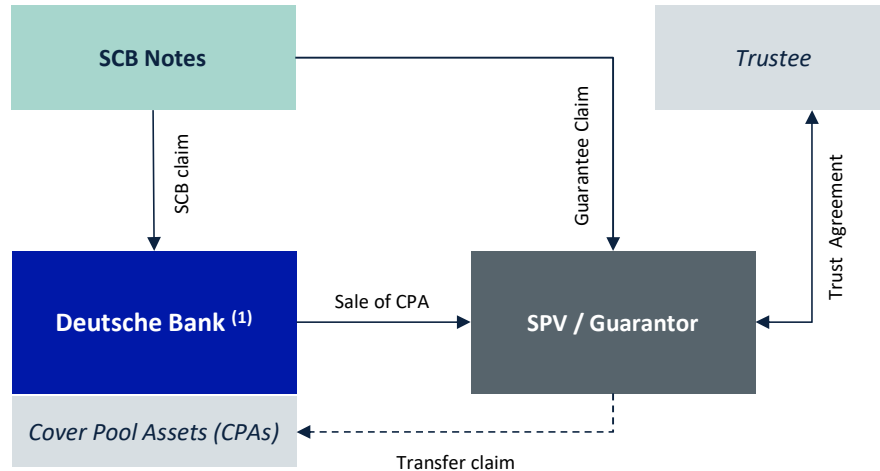 SCB Notes
Trustee
SCB claim
Guarantee Claim
Trust Agreement
Deutsche Bank (1)
Sale of CPA
SPV / Guarantor
Cover Pool Assets (CPAs)
Transfer claim